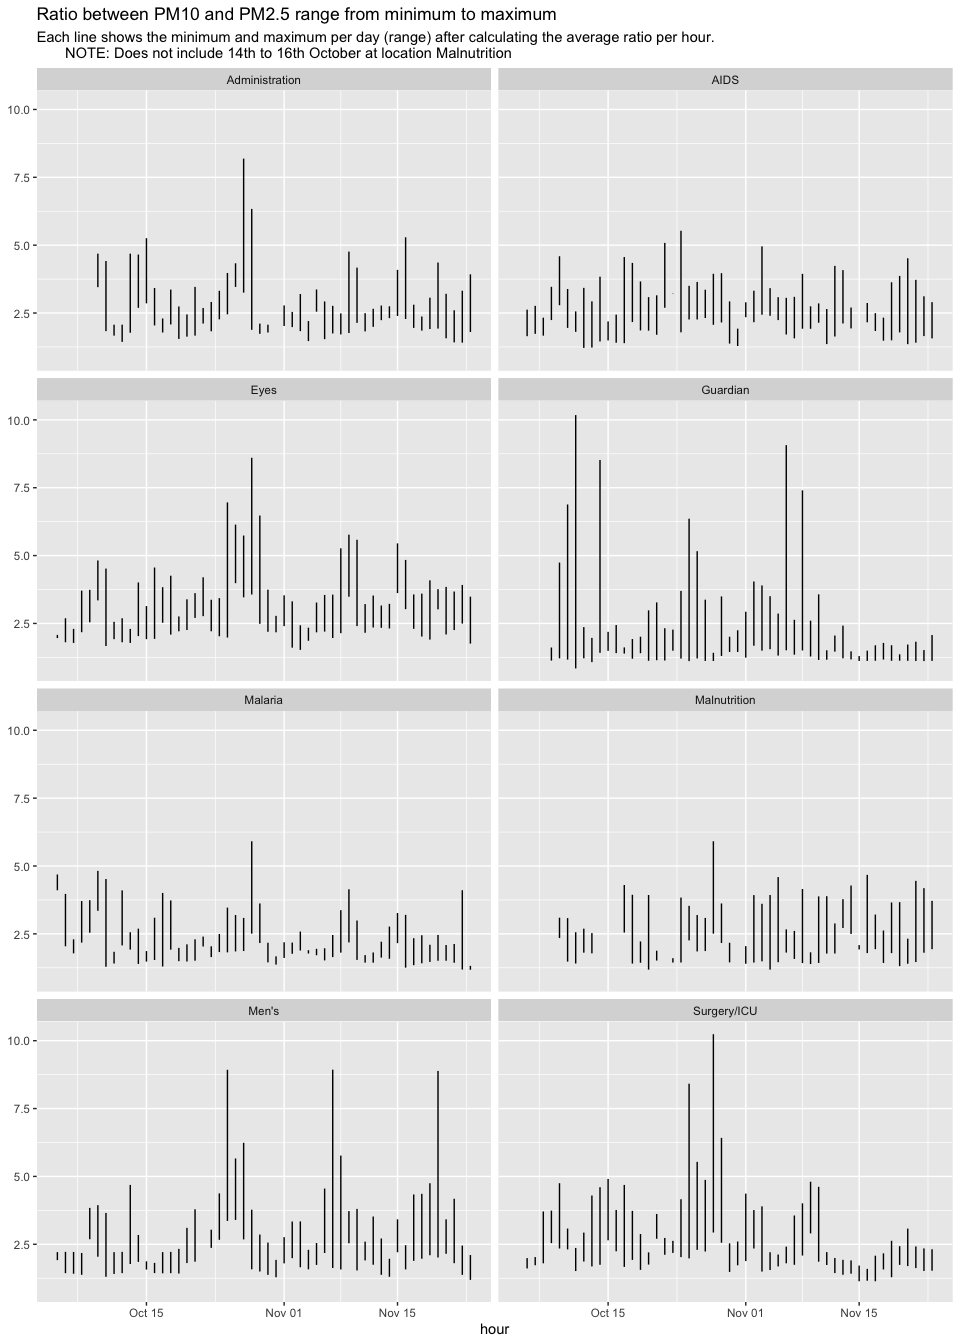 Ratio between PM10 and PM2.5 range from minimum to maximum
Each line shows the minimum and maximum per day (range) after calculating the average ratio per hour.
NOTE: Does not include 14th to 16th October at location Malnutrition
Administration AIDS
10.0
7.5
5.0
2.5
Eyes Guardian
10.0
7.5
5.0
2.5
Malaria Malnutrition
10.0
7.5
5.0
2.5
Men's Surgery/ICU
10.0
7.5
5.0
2.5
Oct 15 Nov 01 Nov 15 Oct 15 Nov 01 Nov 15
hour